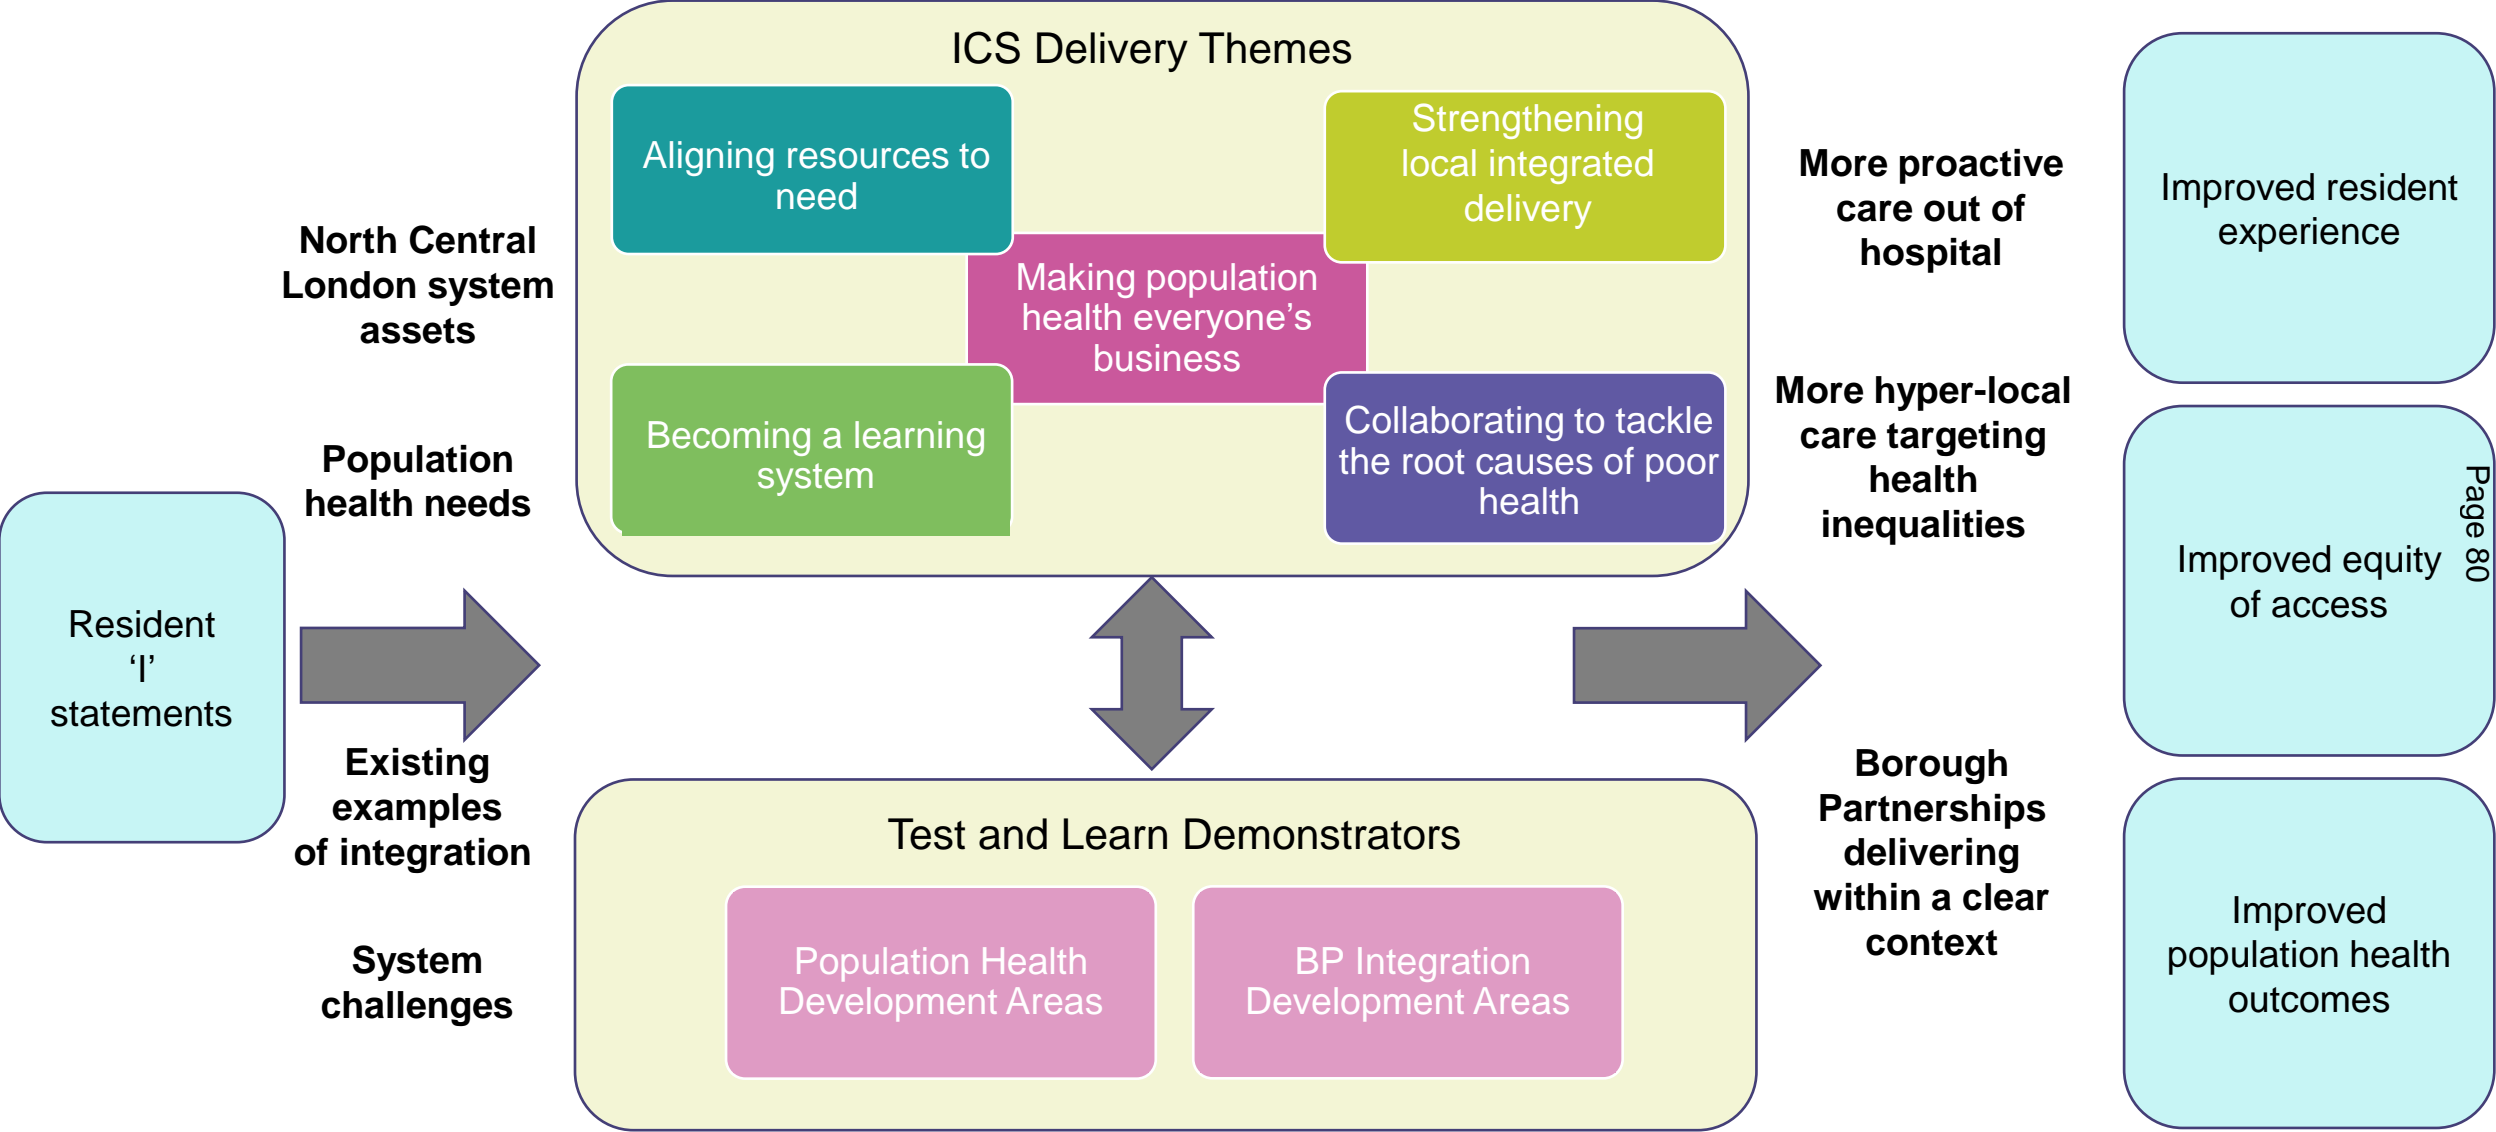 Resident
‘I’
statements
North Central
London system
assets
Population
health needs
Existing
examples
of integration
System
challenges
ICS Delivery Themes
Aligning resources to
need
Strengthening
local integrated
delivery
Making population
health everyone’s
business
Becoming a learning
system
Collaborating to tackle
the root causes of poor
health
Test and Learn Demonstrators
Population Health
Development Areas
BP Integration
Development Areas
More proactive
care out of
hospital
More hyper-local
care targeting
health
inequalities
Borough
Partnerships
delivering
within a clear
context
Improved resident
experience
Improved equity
of access
Improved
population health
outcomes
Page 80